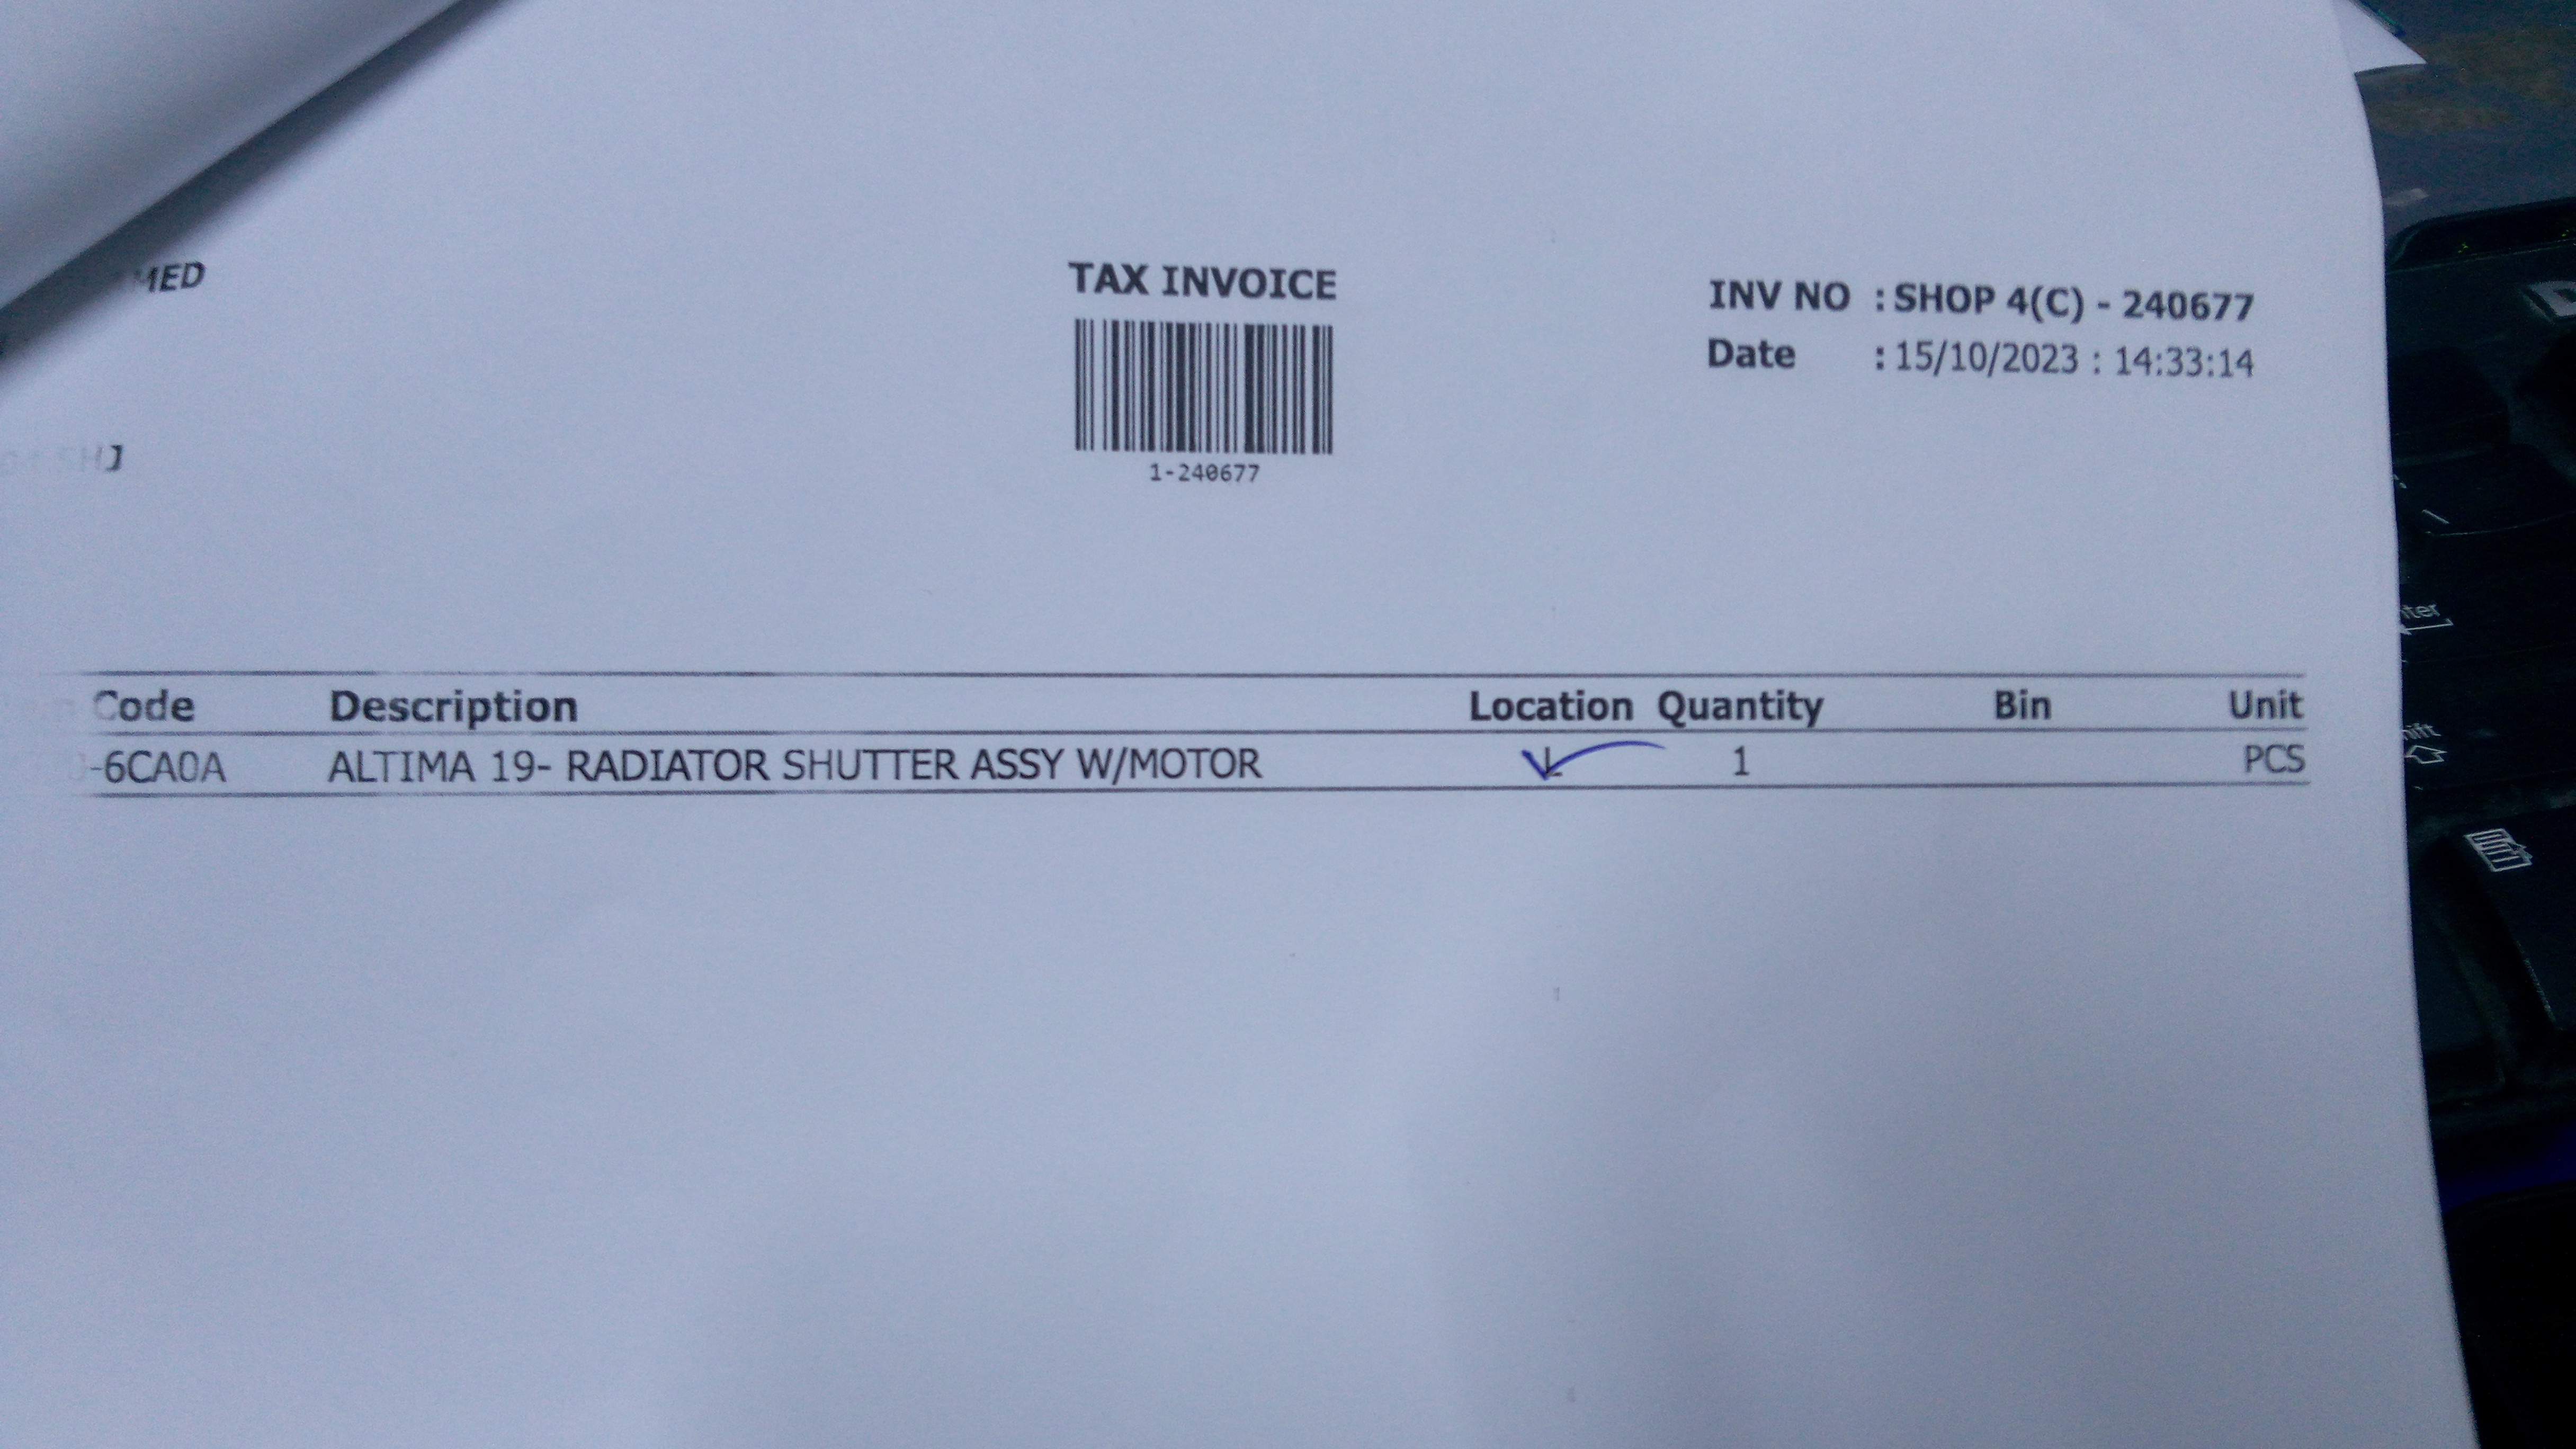 MED
TAX INVOICE
INV NO : SHOP 4(C) - 240677
Date : 15/10/2023 : 14:33:14
SHJ
1-240677
Code Description Location Quantity Bin Unit
-6CA0A ALTIMA 19- RADIATOR SHUTTER ASSY W/MOTOR 1 PCS